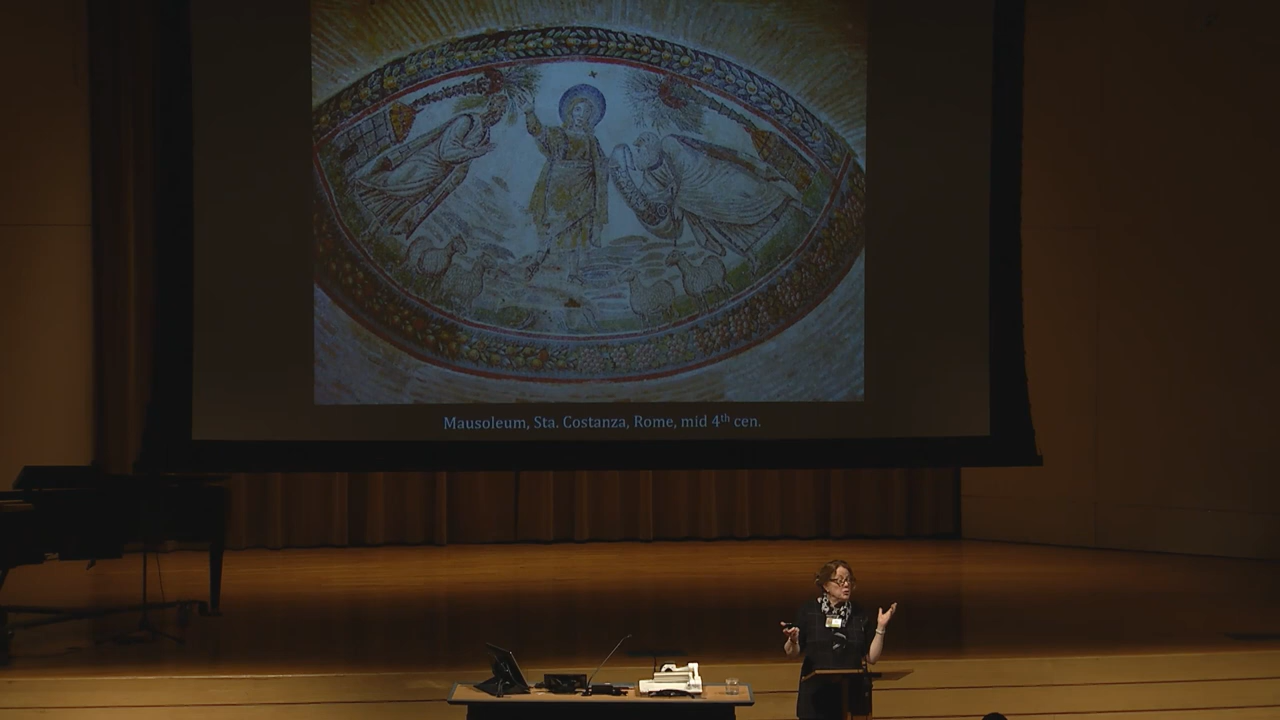 Mausoleum, Sta. Costanza, Rome, mid 4th cen.